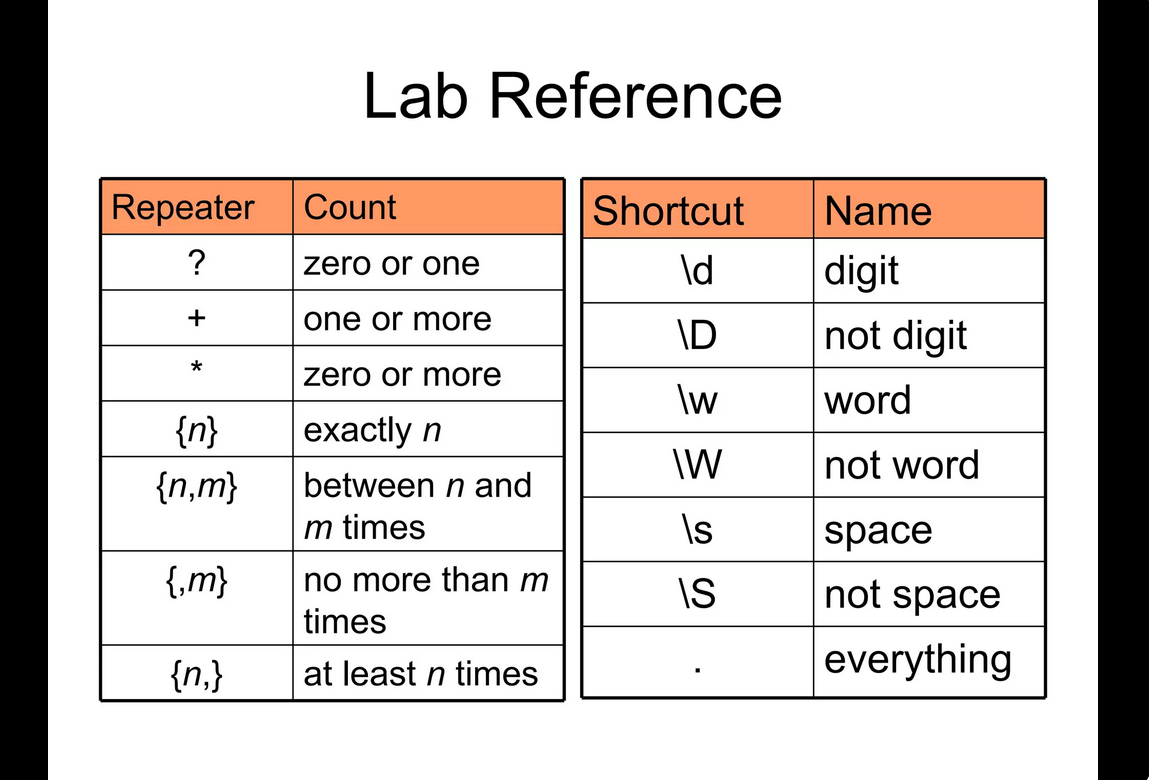 Lab Reference
Repeater Count
? zero or one
+ one or more
* zero or more
{n} exactly n
{n,m} between n and
m times
{,m} no more than m
times
{n,} at least n times
Shortcut Name
\d digit
\D not digit
\w word
\W not word
\s space
\S not space
. everything